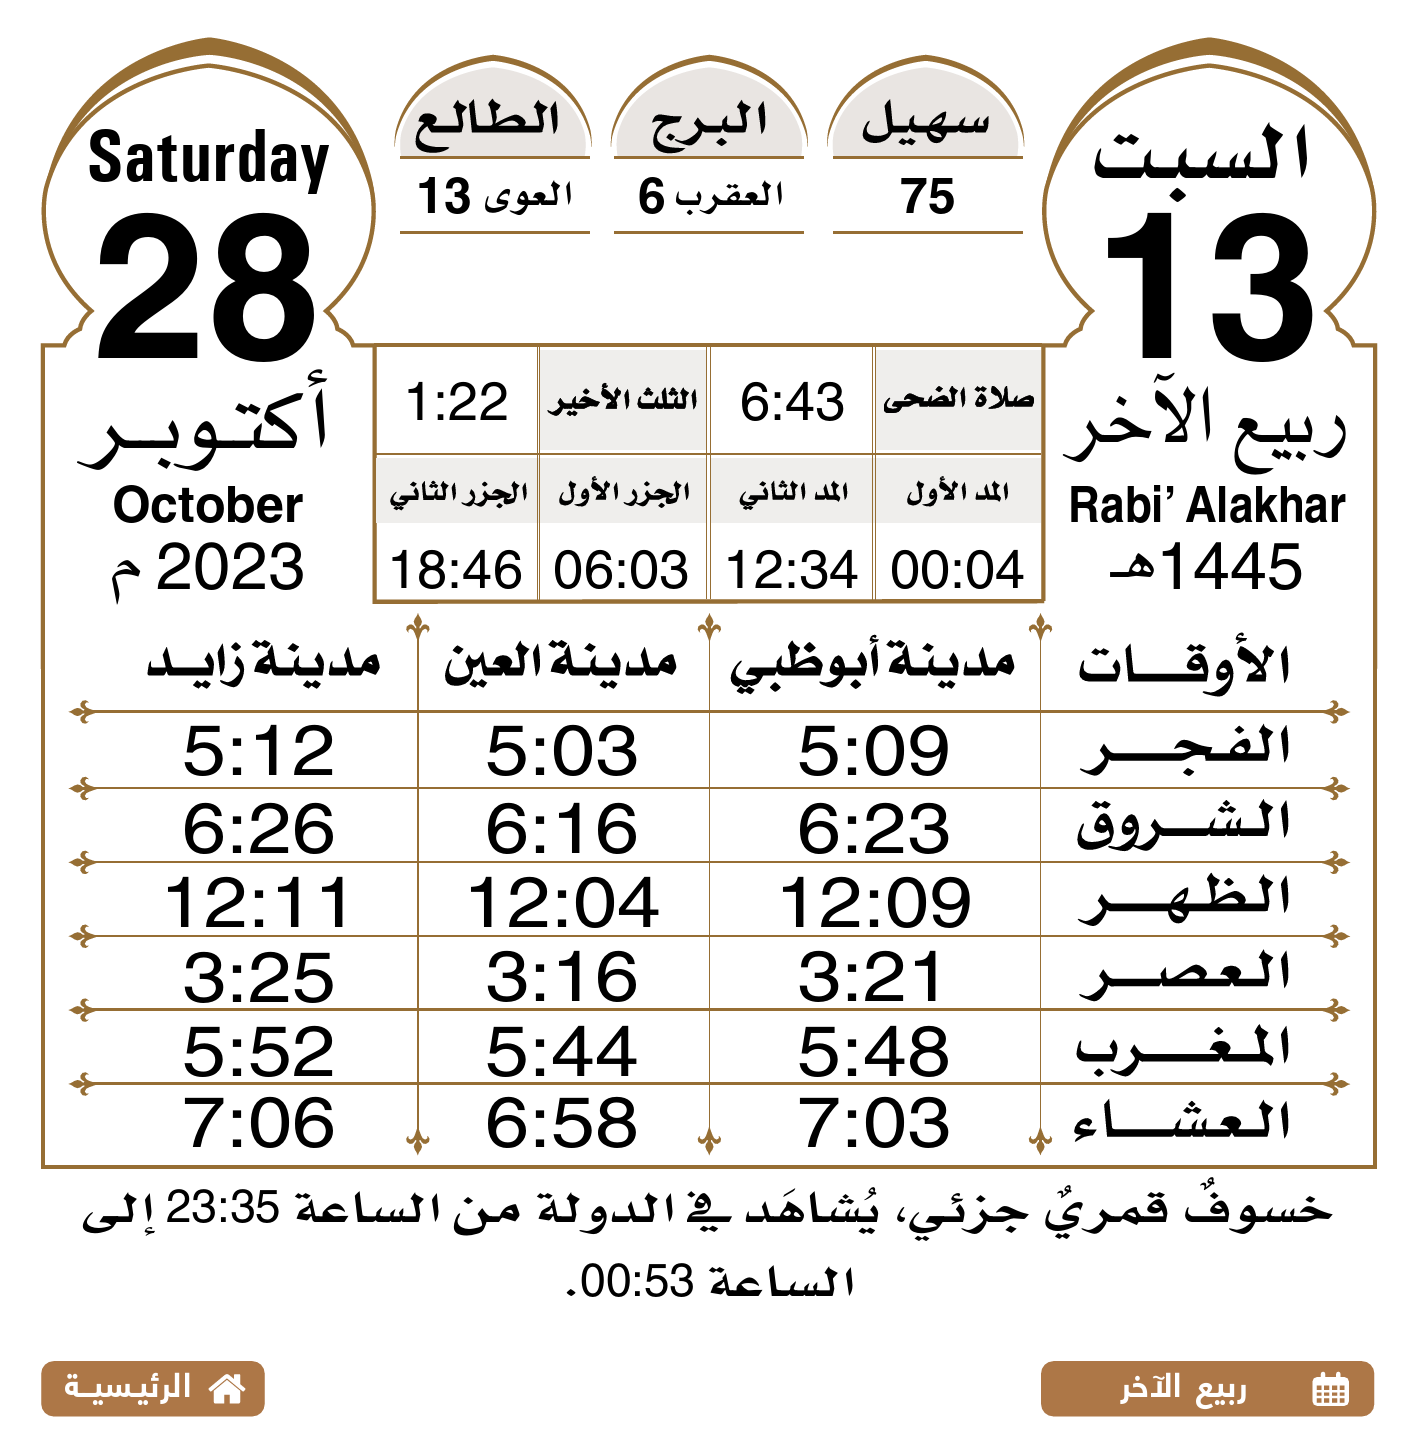 السبت
13
ربيع الآخر
Rabi’ Alakhar
1445هـ
سهيل
75
البرج
العقرب 6
الطالع
العوى 13
Saturday
28
أكتوبر
October
2023 م
صلاة الضحى 6:43 الثلث الأخير 1:22
المد الأول المد الثاني الجزر الأول الجزر الثاني
00:04 12:34 06:03 18:46
الأوقات مدينة أبوظبي مدينة العين مدينة زايد
الفجر 5:09 5:03 5:12
الشروق 6:23 6:16 6:26
الظهر 12:09 12:04 12:11
العصر 3:21 3:16 3:25
المغرب 5:48 5:44 5:52
العشاء 7:03 6:58 7:06
خسوفٌ قمريٌ جزئي، يُشاهَد في الدولة من الساعة 23:35 إلى
الساعة 00:53.
ربيع الآخر
الرئيسية